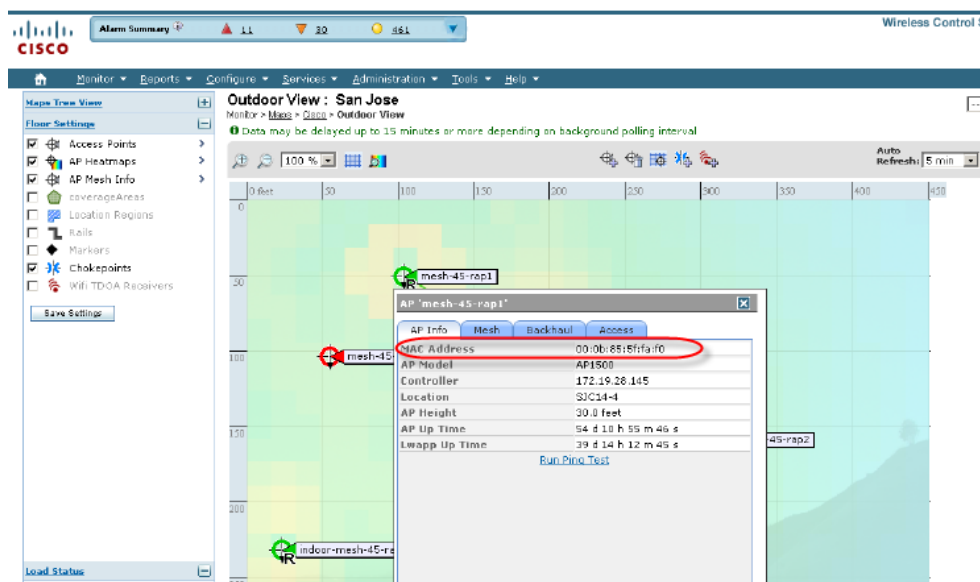 CISCO
Alarm Summary
11 30 461
Wireless Control
Monitor Reports Configure Services Administration Tools Help
Maps Tree View
Floor Settings
Access Points
AP Heatmaps
AP Mesh Info
coverageAreas
Location Regions
Rails
Markers
Chokepoints
Wifi TDOA Receivers
Save Settings
Load Status
Outdoor View : San Jose
Monitor > Maps > Cisco > Outdoor View
Data may be delayed up to 15 minutes or more depending on background polling interval
100 %
Auto
Refresh: 5 min
0 feet 50 100 150 200 250 300 350 400 450
0
50
100
150
200
mesh-45-rap1
R
mesh-45
45-rap2
indoor-mesh-45-ra
R
AP 'mesh-45-rap1'
AP Info Mesh Backhaul Access
MAC Address 00:0b:85:5f:fa:f0
AP Model AP1500
Controller 172.19.28.145
Location SJC14-4
AP Height 30.0 feet
AP Up Time 54 d 10 h 55 m 46 s
Lwapp Up Time 39 d 14 h 12 m 45 s
Run Ping Test